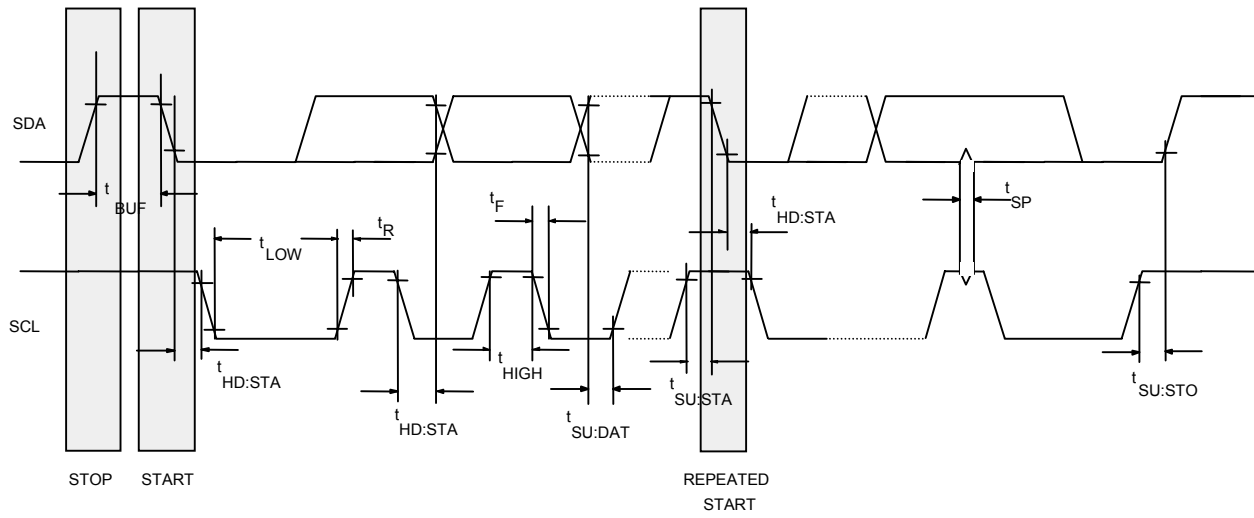 SDA
t BUF
t F
t HD:STA
t SP
t LOW
t R
SCL
t HD:STA
t HIGH
t HD:STA
t SU:DAT
t SU:STA
t SU:STO
STOP
START
REPEATED
START